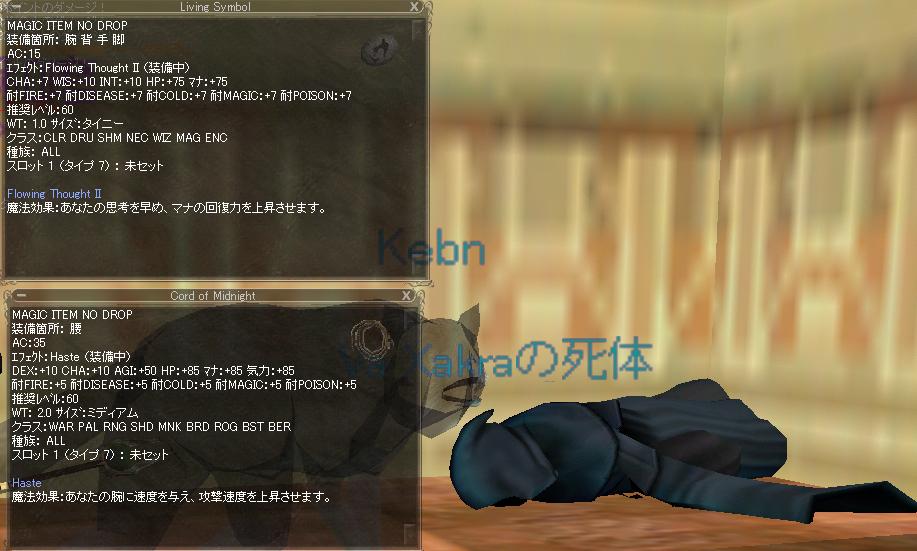 Living Symbol
MAGIC ITEM NO DROP
装備箇所: 腕 背 手 脚
AC:15
ｴﾌｪｸﾄ:Flowing Thought II (装備中)
CHA:+7 WIS:+10 INT:+10 HP:+75 マナ:+75
耐FIRE:+7 耐DISEASE:+7 耐COLD:+7 耐MAGIC:+7 耐POISON:+7
推奨ﾚﾍﾞﾙ:60
WT: 1.0 ｻｲｽﾞ:タイニー
クラス:CLR DRU SHM NEC WIZ MAG ENC
種族: ALL
スロット 1 (タイプ 7) : 未セット
Flowing Thought II
魔法効果:あなたの思考を早め、マナの回復力を上昇させます。
Kebn
Xakraの死体
Cord of Midnight
MAGIC ITEM NO DROP
装備箇所: 腰
AC:35
ｴﾌｪｸﾄ:Haste (装備中)
DEX:+10 CHA:+10 AGI:+50 HP:+85 マナ:+85 気力:+85
耐FIRE:+5 耐DISEASE:+5 耐COLD:+5 耐MAGIC:+5 耐POISON:+5
推奨ﾚﾍﾞﾙ:60
WT: 2.0 ｻｲｽﾞ:ミディアム
クラス:WAR PAL RNG SHD MNK BRD ROG BST BER
種族: ALL
スロット 1 (タイプ 7) : 未セット
Haste
魔法効果:あなたの腕に速度を与え、攻撃速度を上昇させます。